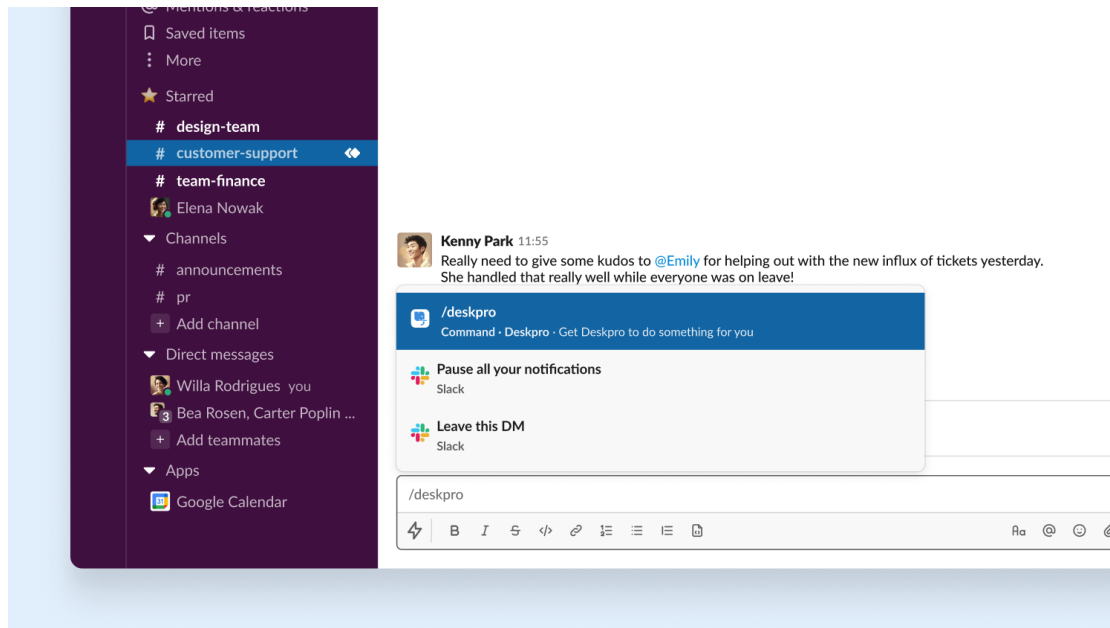 Mentions & reactions
Saved items
More
Starred
# design-team
# customer-support
# team-finance
Elena Nowak
Channels
# announcements
# pr
+ Add channel
Direct messages
Willa Rodrigues you
3 Bea Rosen, Carter Poplin ...
+ Add teammates
Apps
31 Google Calendar
Kenny Park 11:55
Really need to give some kudos to @Emily for helping out with the new influx of tickets yesterday.
She handled that really well while everyone was on leave!
/deskpro
Command · Deskpro · Get Deskpro to do something for you
Pause all your notifications
Slack
Leave this DM
Slack
/deskpro
B I S </> Aa @